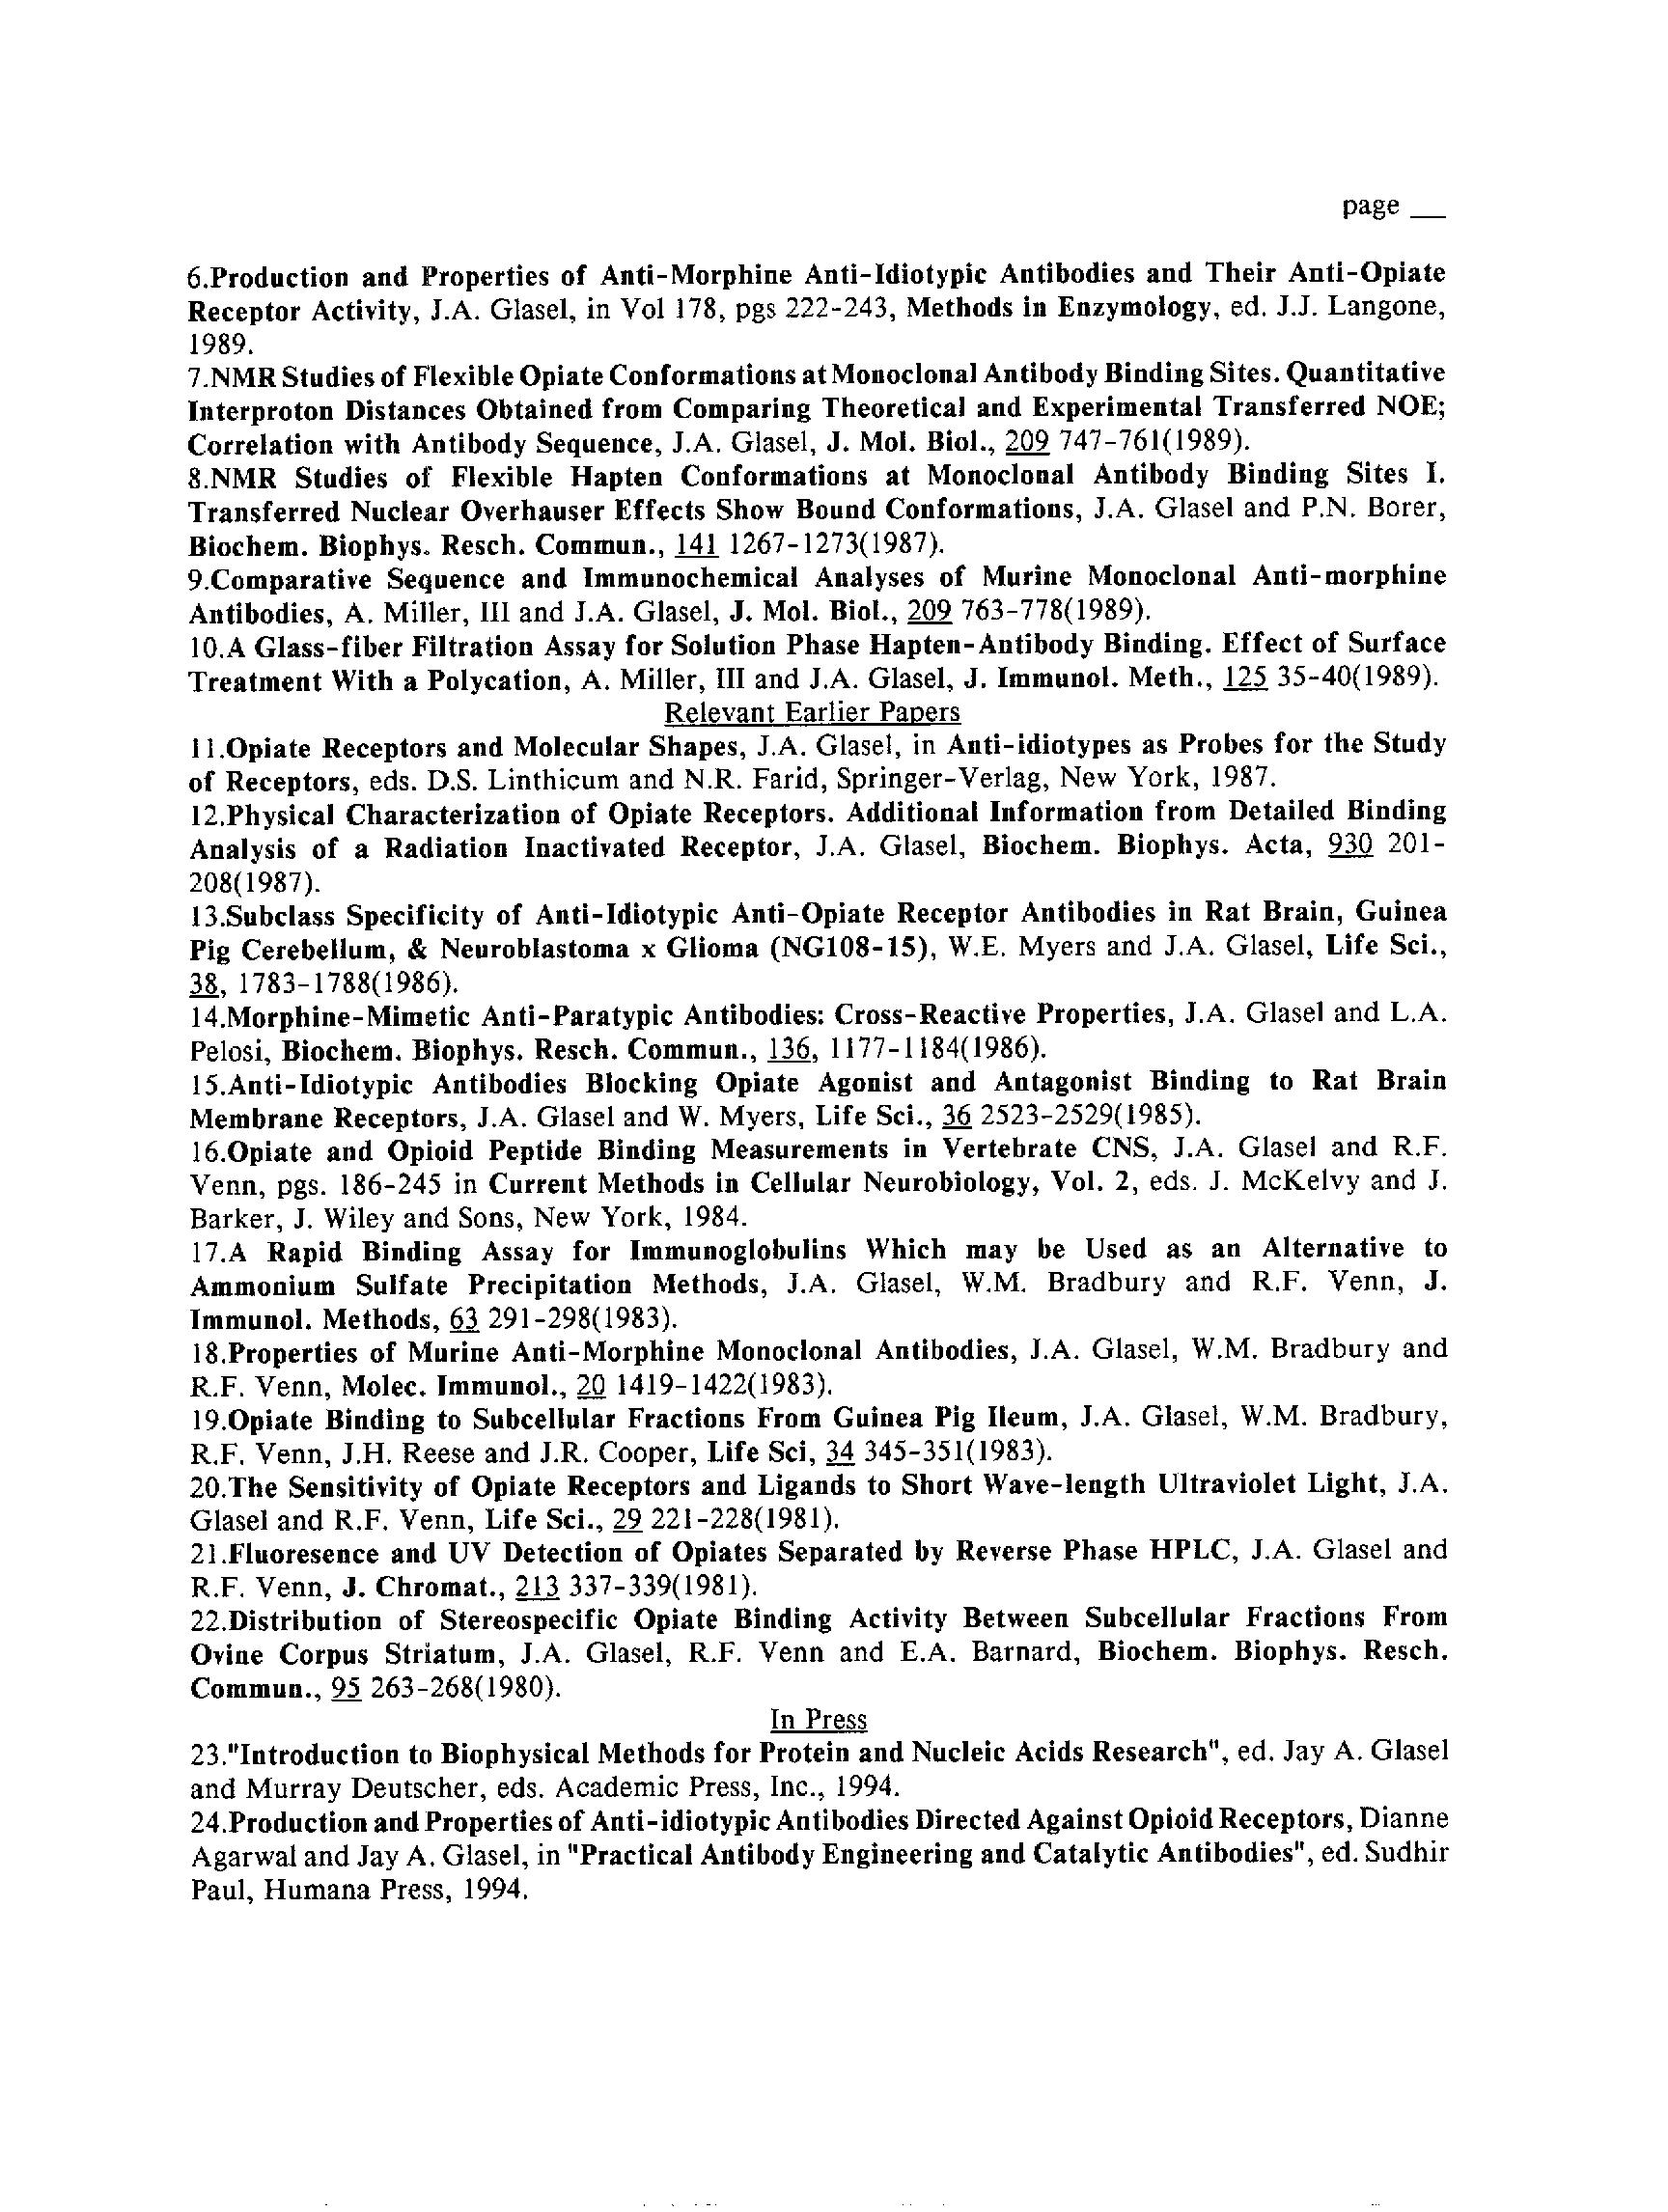 page __
6.Production and Properties of Anti-Morphine Anti-Idiotypic Antibodies and Their Anti-Opiate
Receptor Activity, J.A. Glasel, in Vol 178, pgs 222-243, Methods in Enzymology, ed. J.J. Langone,
1989.
7.NMR Studies of Flexible Opiate Conformations at Monoclonal Antibody Binding Sites. Quantitative
Interproton Distances Obtained from Comparing Theoretical and Experimental Transferred NOE;
Correlation with Antibody Sequence, J.A. Glasel, J. Mol. Biol., 209 747-761(1989).
8.NMR Studies of Flexible Hapten Conformations at Monoclonal Antibody Binding Sites I.
Transferred Nuclear Overhauser Effects Show Bound Conformations, J.A. Glasel and P.N. Borer,
Biochem. Biophys. Resch. Commun., 141 1267-1273(1987).
9.Comparative Sequence and Immunochemical Analyses of Murine Monoclonal Anti-morphine
Antibodies, A. Miller, III and J.A. Glasel, J. Mol. Biol., 209 763-778(1989).
10.A Glass-fiber Filtration Assay for Solution Phase Hapten-Antibody Binding. Effect of Surface
Treatment With a Polycation, A. Miller, III and J.A. Glasel, J. Immunol. Meth., 125 35-40(1989).
Relevant Earlier Papers
11.Opiate Receptors and Molecular Shapes, J.A. Glasel, in Anti-idiotypes as Probes for the Study
of Receptors, eds. D.S. Linthicum and N.R. Farid, Springer-Verlag, New York, 1987.
12.Physical Characterization of Opiate Receptors. Additional Information from Detailed Binding
Analysis of a Radiation Inactivated Receptor, J.A. Glasel, Biochem. Biophys. Acta, 930 201-
208(1987).
13.Subclass Specificity of Anti-Idiotypic Anti-Opiate Receptor Antibodies in Rat Brain, Guinea
Pig Cerebellum, & Neuroblastoma x Glioma (NG108-15), W.E. Myers and J.A. Glasel, Life Sci.,
38, 1783-1788(1986).
14.Morphine-Mimetic Anti-Paratypic Antibodies: Cross-Reactive Properties, J.A. Glasel and L.A.
Pelosi, Biochem. Biophys. Resch. Commun., 136, 1177-1184(1986).
15.Anti-Idiotypic Antibodies Blocking Opiate Agonist and Antagonist Binding to Rat Brain
Membrane Receptors, J.A. Glasel and W. Myers, Life Sci., 36 2523-2529(1985).
16.Opiate and Opioid Peptide Binding Measurements in Vertebrate CNS, J.A. Glasel and R.F.
Venn, pgs. 186-245 in Current Methods in Cellular Neurobiology, Vol. 2, eds. J. McKelvy and J.
Barker, J. Wiley and Sons, New York, 1984.
17.A Rapid Binding Assay for Immunoglobulins Which may be Used as an Alternative to
Ammonium Sulfate Precipitation Methods, J.A. Glasel, W.M. Bradbury and R.F. Venn, J.
Immunol. Methods, 63 291-298(1983).
18.Properties of Murine Anti-Morphine Monoclonal Antibodies, J.A. Glasel, W.M. Bradbury and
R.F. Venn, Molec. Immunol., 20 1419-1422(1983).
19.Opiate Binding to Subcellular Fractions From Guinea Pig Ileum, J.A. Glasel, W.M. Bradbury,
R.F. Venn, J.H. Reese and J.R. Cooper, Life Sci, 34 345-351(1983).
20.The Sensitivity of Opiate Receptors and Ligands to Short Wave-length Ultraviolet Light, J.A.
Glasel and R.F. Venn, Life Sci., 29 221-228(1981).
21.Fluoresence and UV Detection of Opiates Separated by Reverse Phase HPLC, J.A. Glasel and
R.F. Venn, J. Chromat., 213 337-339(1981).
22.Distribution of Stereospecific Opiate Binding Activity Between Subcellular Fractions From
Ovine Corpus Striatum, J.A. Glasel, R.F. Venn and E.A. Barnard, Biochem. Biophys. Resch.
Commun., 95 263-268(1980).
In Press
23."Introduction to Biophysical Methods for Protein and Nucleic Acids Research", ed. Jay A. Glasel
and Murray Deutscher, eds. Academic Press, Inc., 1994.
24.Production and Properties of Anti-idiotypic Antibodies Directed Against Opioid Receptors, Dianne
Agarwal and Jay A. Glasel, in "Practical Antibody Engineering and Catalytic Antibodies", ed. Sudhir
Paul, Humana Press, 1994.